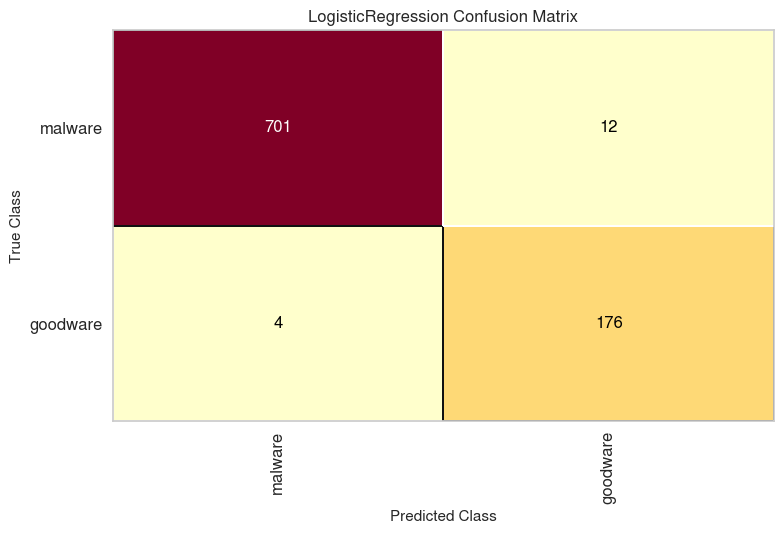 LogisticRegression Confusion Matrix
True Class
malware
701
12
goodware
4
176
malware
goodware
Predicted Class